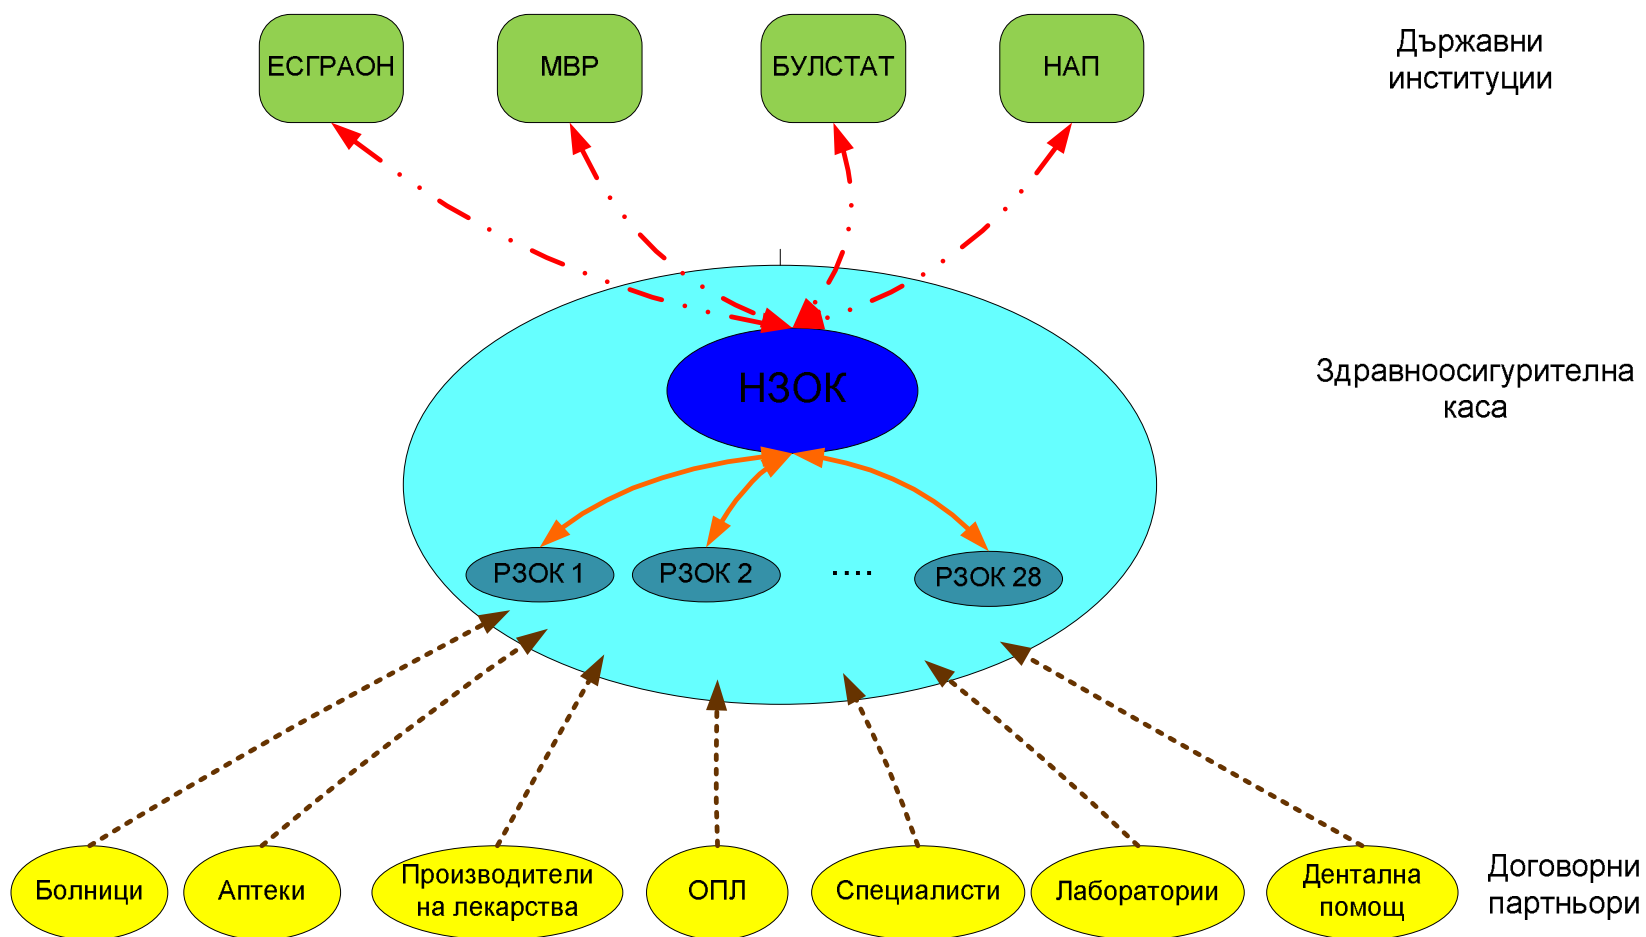 ЕСГРАОН
МВР
БУЛСТАТ
НАП
Държавни
институции
НЗОК
Здравноосигурителна
каса
РЗОК 1
РЗОК 2
....
РЗОК 28
Болници
Аптеки
Производители
на лекарства
ОПЛ
Специалисти
Лаборатории
Дентална
помощ
Договорни
партньори